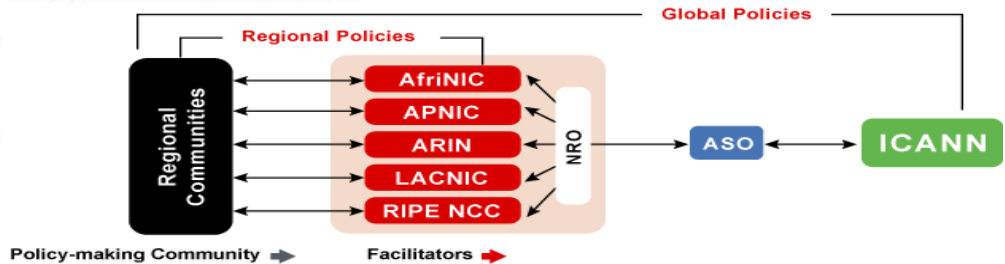 Global Policies
Regional Policies
Regional
Communities
AfriNIC
APNIC
ARIN
LACNIC
RIPE NCC
NRO
ASO
ICANN
Policy-making Community
Facilitators